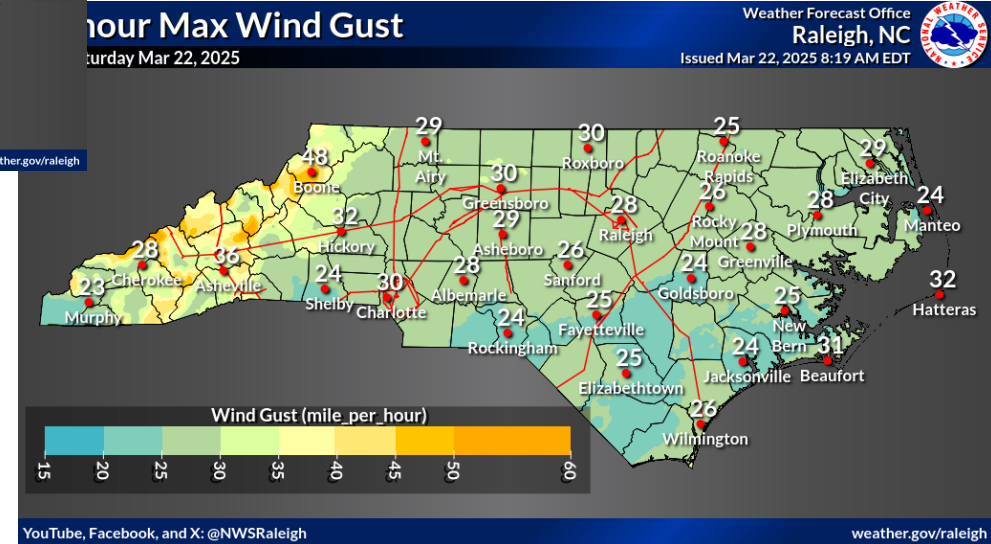 hour Max Wind Gust
turday Mar 22, 2025
Weather Forecast Office
Raleigh, NC
Issued Mar 22, 2025 8:19 AM EDT
NATIONAL WEATHER SERVICE
ther.gov/raleigh
48
Boone
29
Mt.
Airy
30
Roxboro
25
Roanoke
Rapids
29
Elizabeth
City
30
Greensboro
32
Hickory
29
Asheboro
28
Raleigh
26
Rocky
Mount
28
Plymouth
24
Manteo
28
Cherokee
36
Asheville
23
Murphy
24
Shelby
30
Charlotte
28
Albemarle
26
Sanford
28
Greenville
24
Goldsboro
32
Hatteras
24
Rockingham
25
Fayetteville
25
New
Bern
24
Jacksonville
31
Beaufort
25
Elizabethtown
26
Wilmington
Wind Gust (mile_per_hour)
15 20 25 30 35 40 45 50 60
YouTube, Facebook, and X: @NWSRaleigh
weather.gov/raleigh